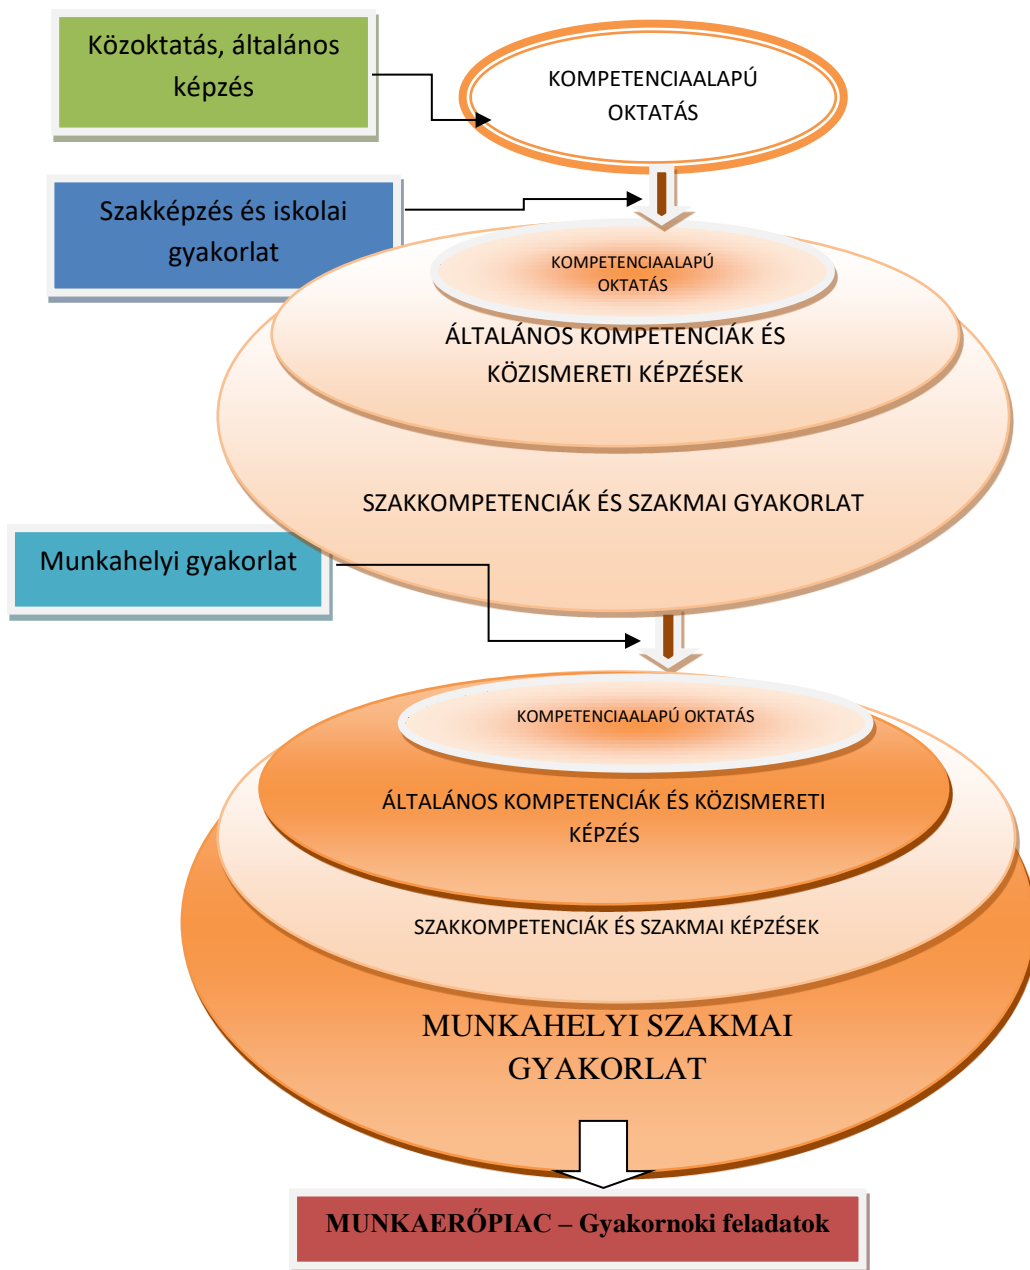 Közoktatás, általános
képzés
KOMPETENCIAALAPÚ
OKTATÁS
Szakképzés és iskolai
gyakorlat
KOMPETENCIAALAPÚ
OKTATÁS
ÁLTALÁNOS KOMPETENCIÁK ÉS
KÖZISMERETI KÉPZÉSEK
SZAKKOMPETENCIÁK ÉS SZAKMAI GYAKORLAT
Munkahelyi gyakorlat
KOMPETENCIAALAPÚ OKTATÁS
ÁLTALÁNOS KOMPETENCIÁK ÉS KÖZISMERETI
KÉPZÉS
SZAKKOMPETENCIÁK ÉS SZAKMAI KÉPZÉSEK
MUNKAHELYI SZAKMAI
GYAKORLAT
MUNKAERŐPIAC – Gyakornoki feladatok